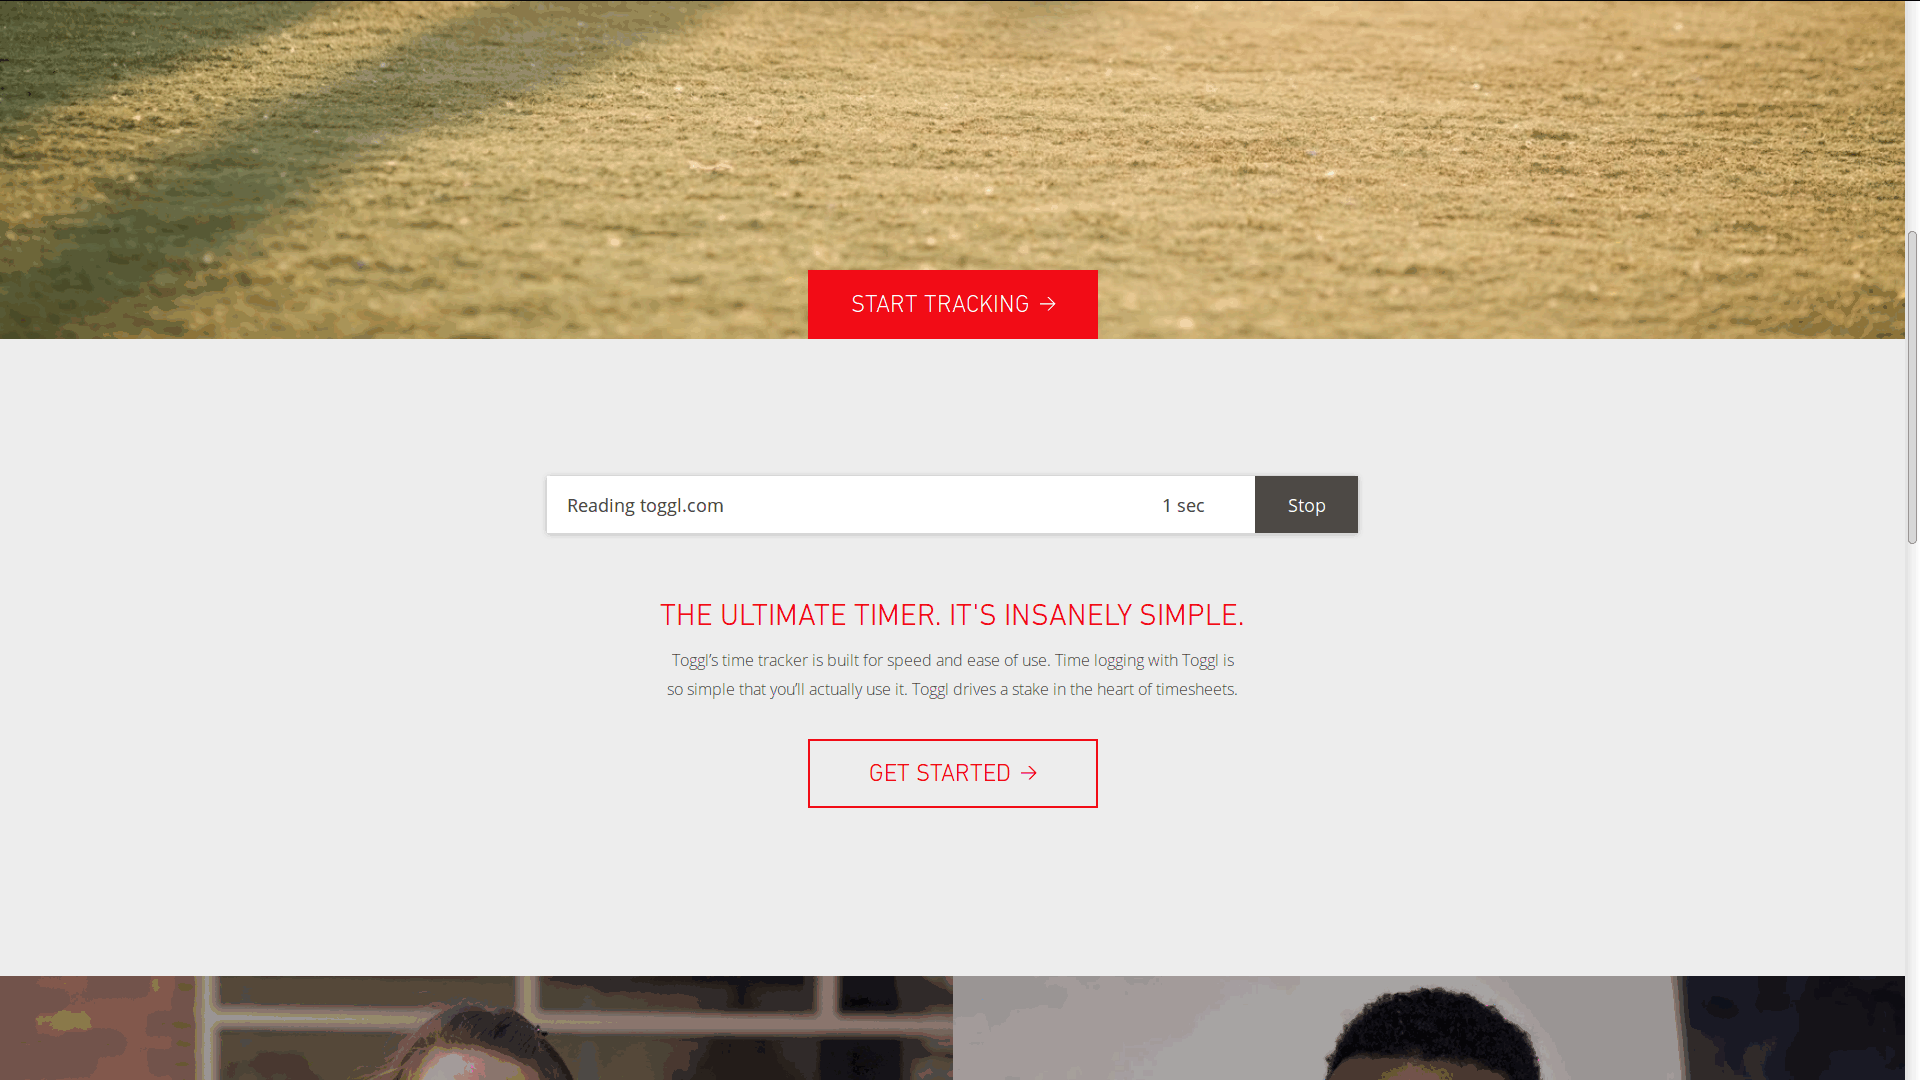 START TRACKING →
Reading toggl.com
1 sec
Stop
THE ULTIMATE TIMER. IT'S INSANELY SIMPLE.
Toggl’s time tracker is built for speed and ease of use. Time logging with Toggl is
so simple that you’ll actually use it. Toggl drives a stake in the heart of timesheets.
GET STARTED →